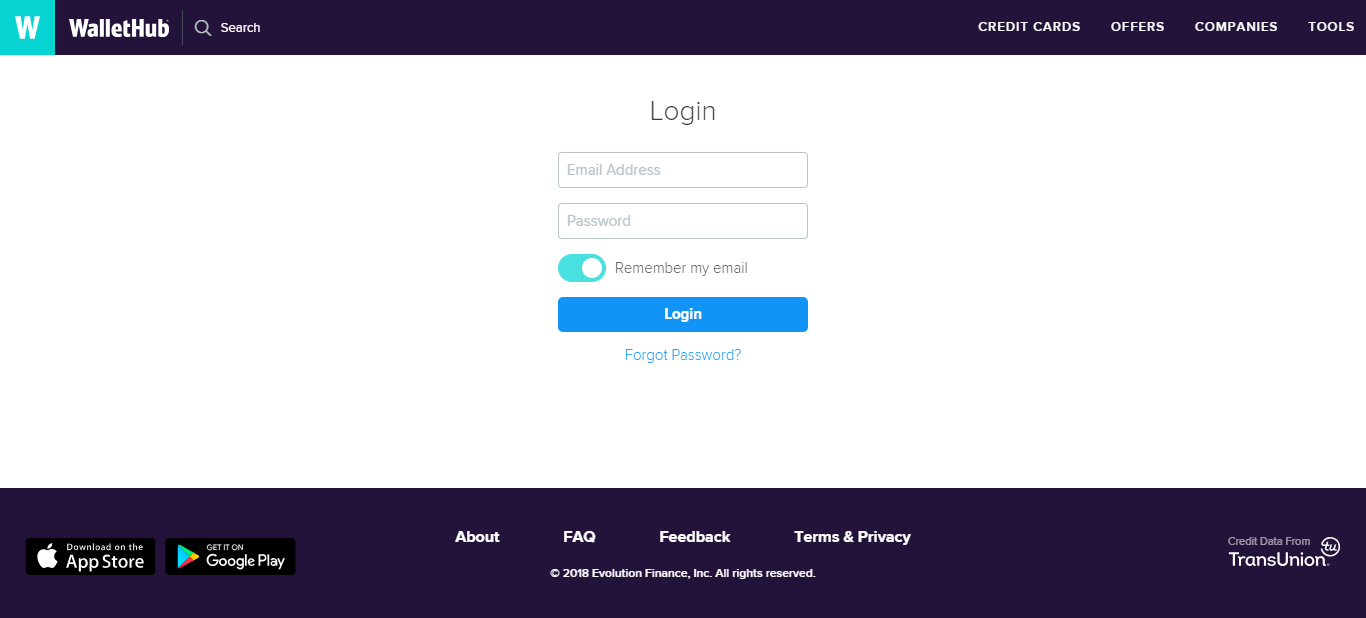 W WalletHub Search CREDIT CARDS OFFERS COMPANIES TOOLS
Login
Email Address
Password
Remember my email
Login
Forgot Password?
Download on the
App Store
GET IT ON
Google Play
About FAQ Feedback Terms & Privacy
© 2018 Evolution Finance, Inc. All rights reserved.
Credit Data From
TransUnion tu